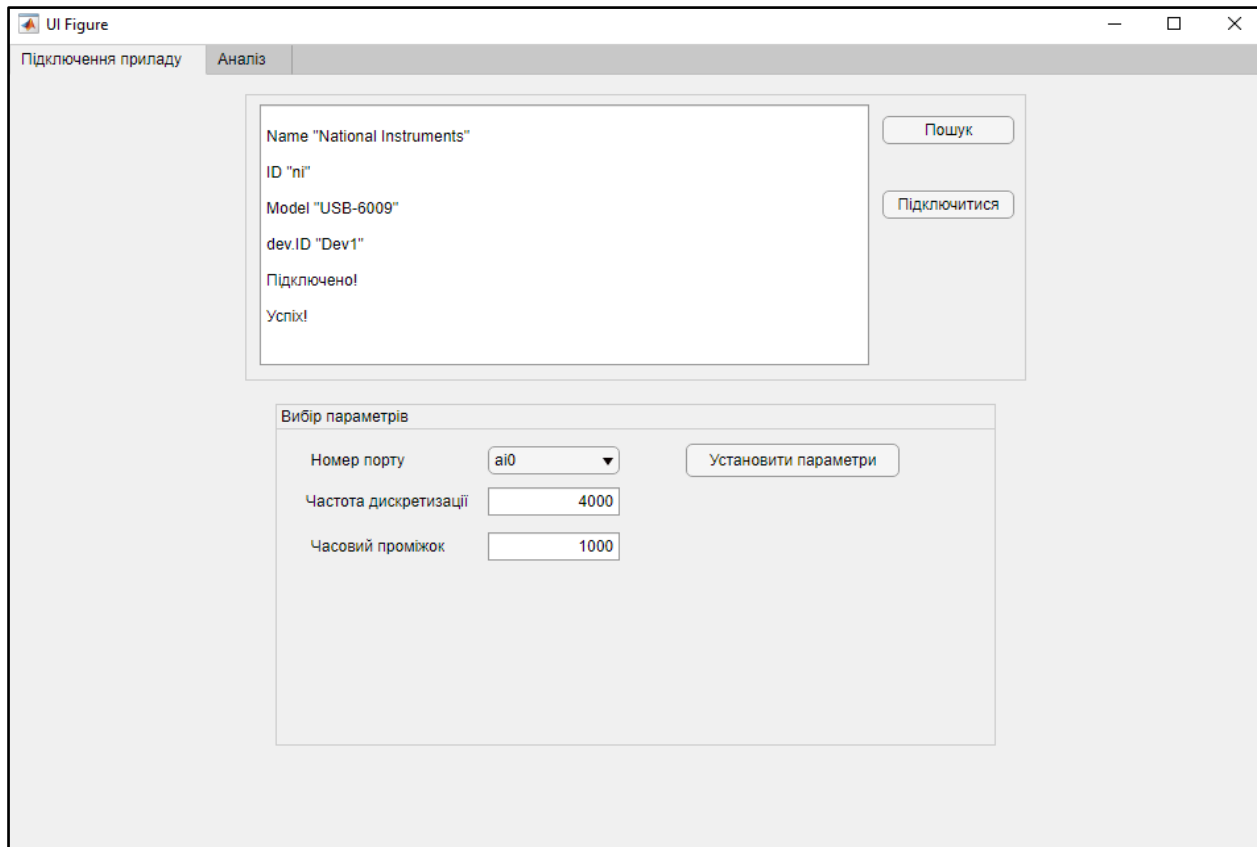 UI Figure
Підключення приладу Аналіз
Name "National Instruments"
ID "ni"
Model "USB-6009"
dev.ID "Dev1"
Підключено!
Успіх!
Пошук
Підключитися
Вибір параметрів
Номер порту ai0 Установити параметри
Частота дискретизації 4000
Часовий проміжок 1000